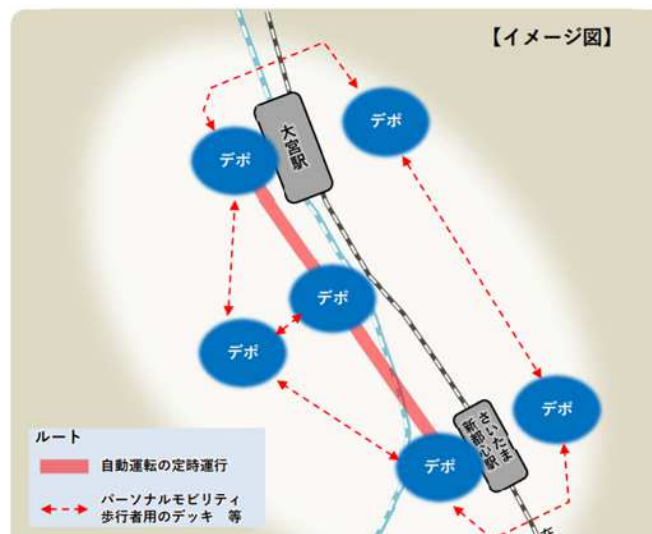 【イメージ図】
デポ
大宮駅
デポ
デポ
デポ
デポ
さいたま
新都心駅
デポ
ルート
自動運転の定時運行
パーソナルモビリティ
歩行者用のデッキ 等